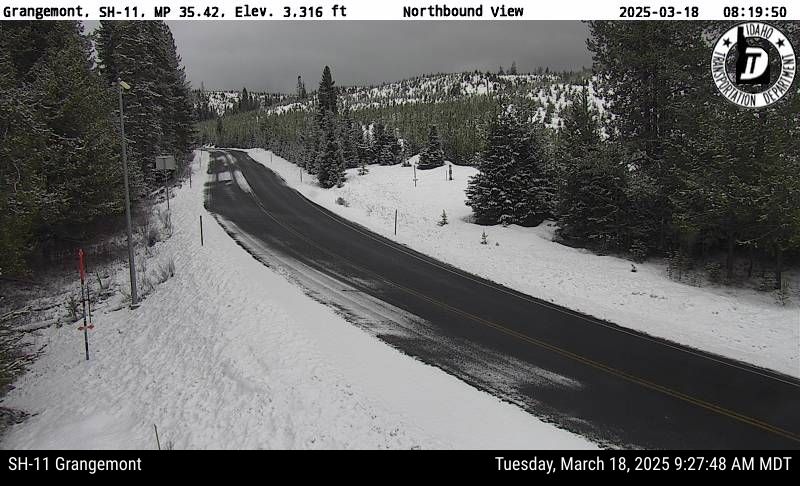 Grangemont, SH-11, MP 35.42, Elev. 3,316 ft Northbound View 2025-03-18 08:19:50
IDAHO
TRANSPORTATION DEPARTMENT
SH-11 Grangemont Tuesday, March 18, 2025 9:27:48 AM MDT